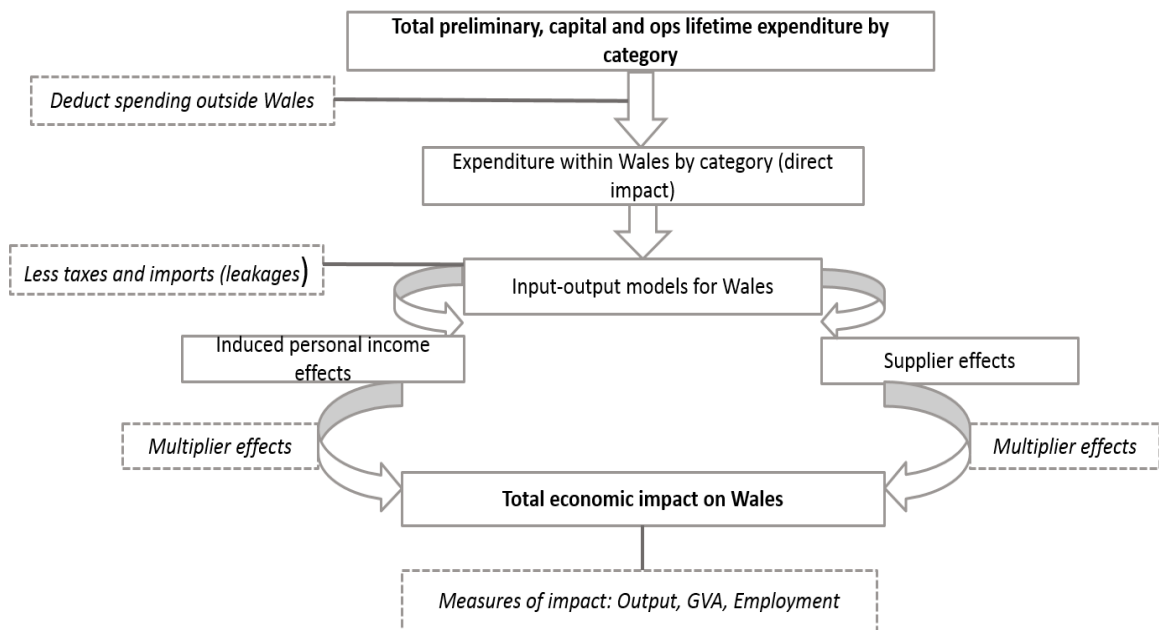 Total preliminary, capital and ops lifetime expenditure by
category
Deduct spending outside Wales
Expenditure within Wales by category (direct
impact)
Less taxes and imports (leakages)
Input-output models for Wales
Induced personal income
effects
Supplier effects
Multiplier effects
Multiplier effects
Total economic impact on Wales
Measures of impact: Output, GVA, Employment